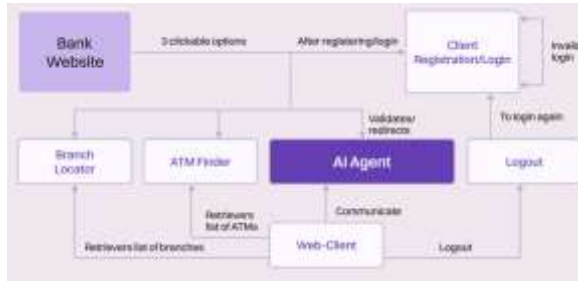 Bank
Website
3 clickable options
After registering/login
Client
Registration/Login
Invalid
login
Validates/
redirects
To login again
Branch
Locator
ATM Finder
AI Agent
Logout
Retrievers
list of ATMs
Communicate
Retrievers list of branches
Web-Client
Logout